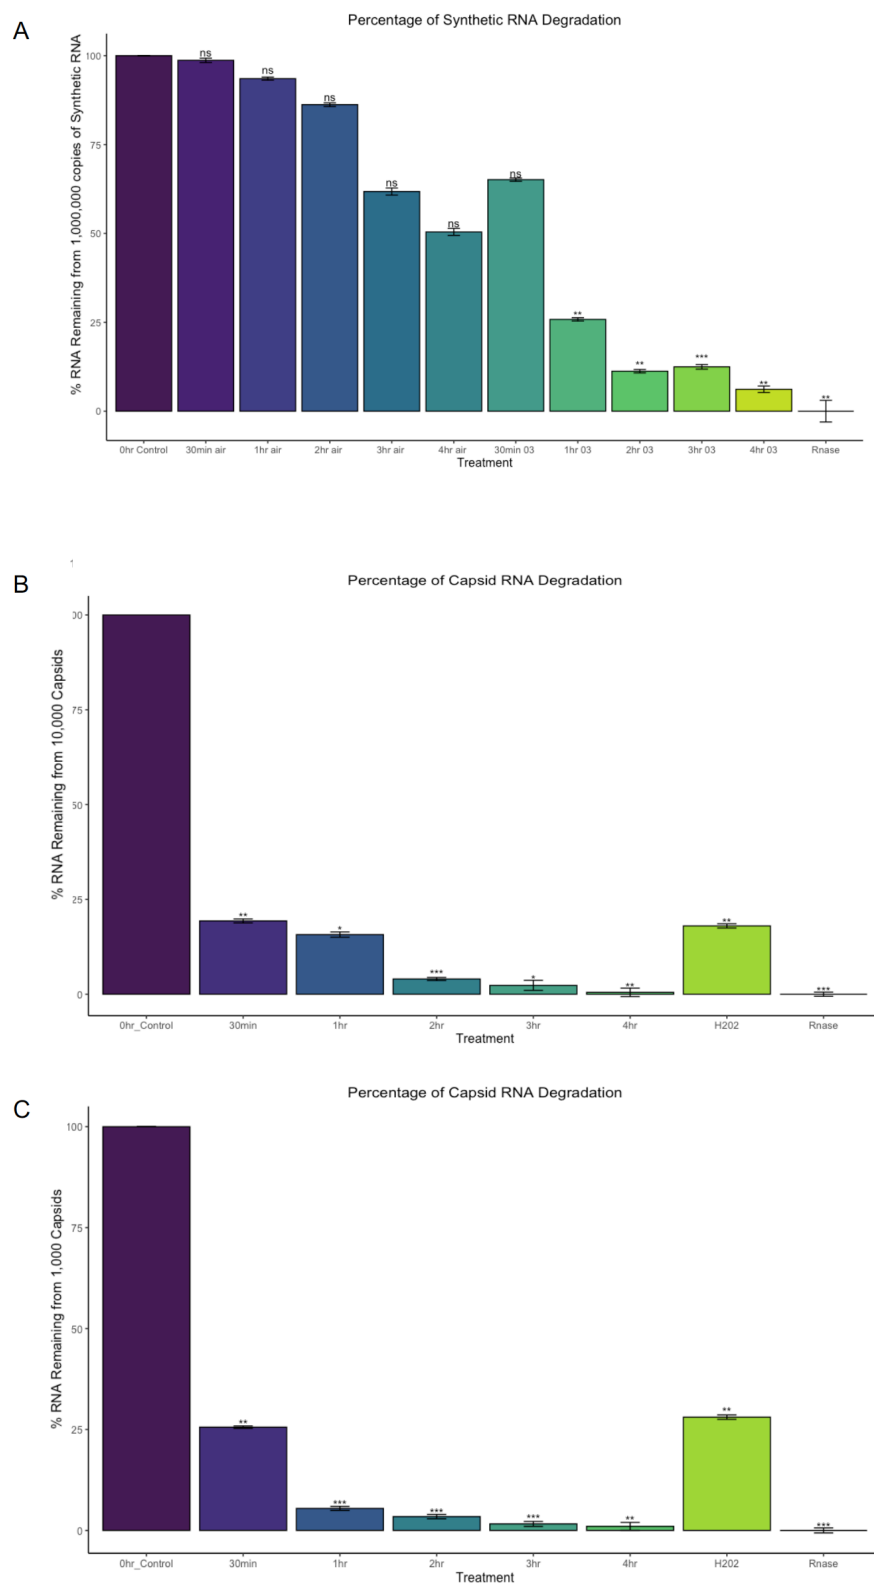 A
Percentage of Synthetic RNA Degradation
% RNA Remaining from 1,000,000 copies of Synthetic RNA
100
75
50
25
0
ns
ns
ns
ns
ns
ns
**
**
***
**
**
0hr Control
30min air
1hr air
2hr air
3hr air
4hr air
30min 03
1hr 03
2hr 03
3hr 03
4hr 03
Rnase
Treatment
B
Percentage of Capsid RNA Degradation
% RNA Remaining from 10,000 Capsids
00
75
50
25
0
**
*
***
*
**
**
***
0hr_Control
30min
1hr
2hr
3hr
4hr
H202
Rnase
Treatment
C
Percentage of Capsid RNA Degradation
% RNA Remaining from 1,000 Capsids
100
75
50
25
0
**
***
***
***
**
**
***
0hr_Control
30min
1hr
2hr
3hr
4hr
H202
Rnase
Treatment